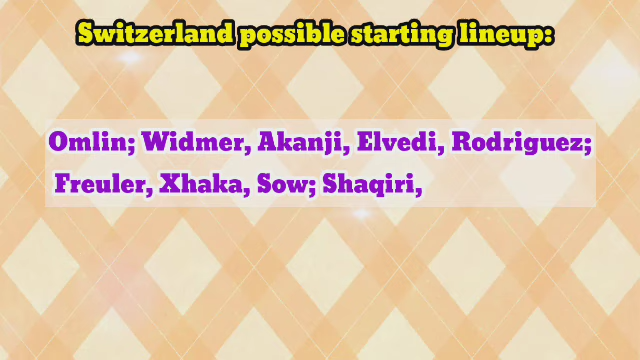 Switzerland possible starting lineup:
Omlin; Widmer, Akanji, Elvedi, Rodriguez;
Freuler, Xhaka, Sow; Shaqiri,